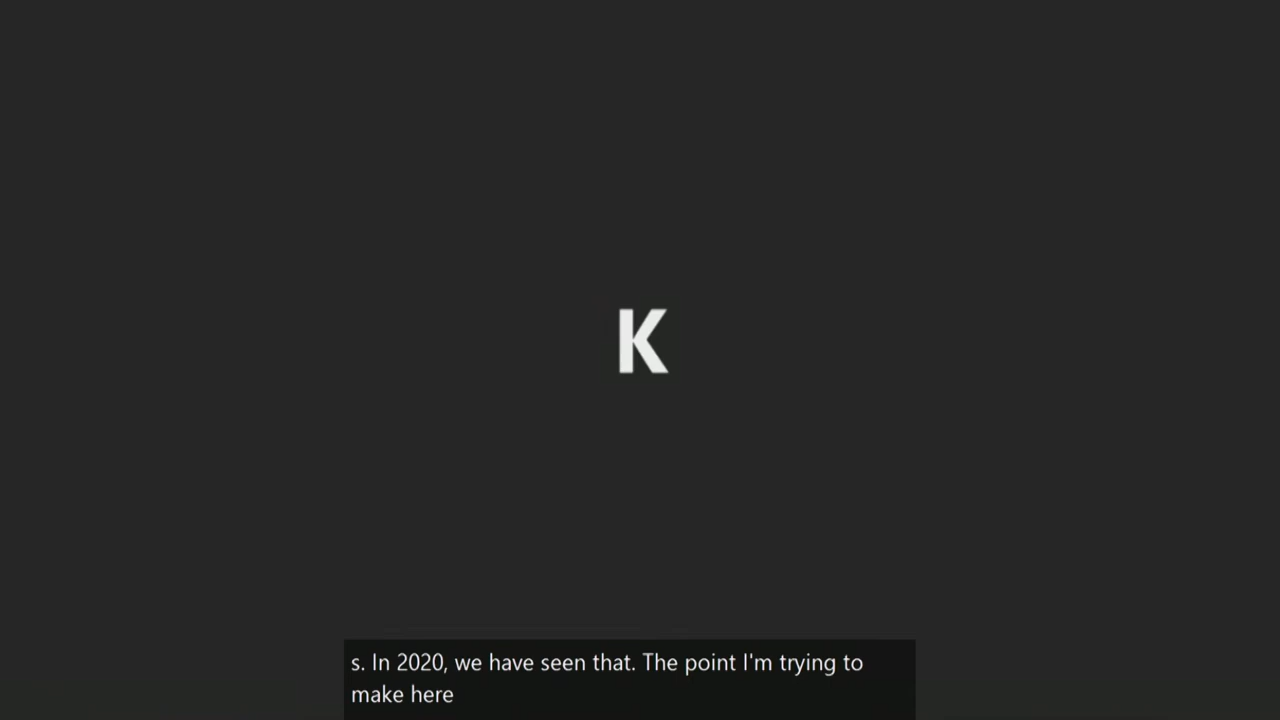 K
s. In 2020, we have seen that. The point I'm trying to
make here